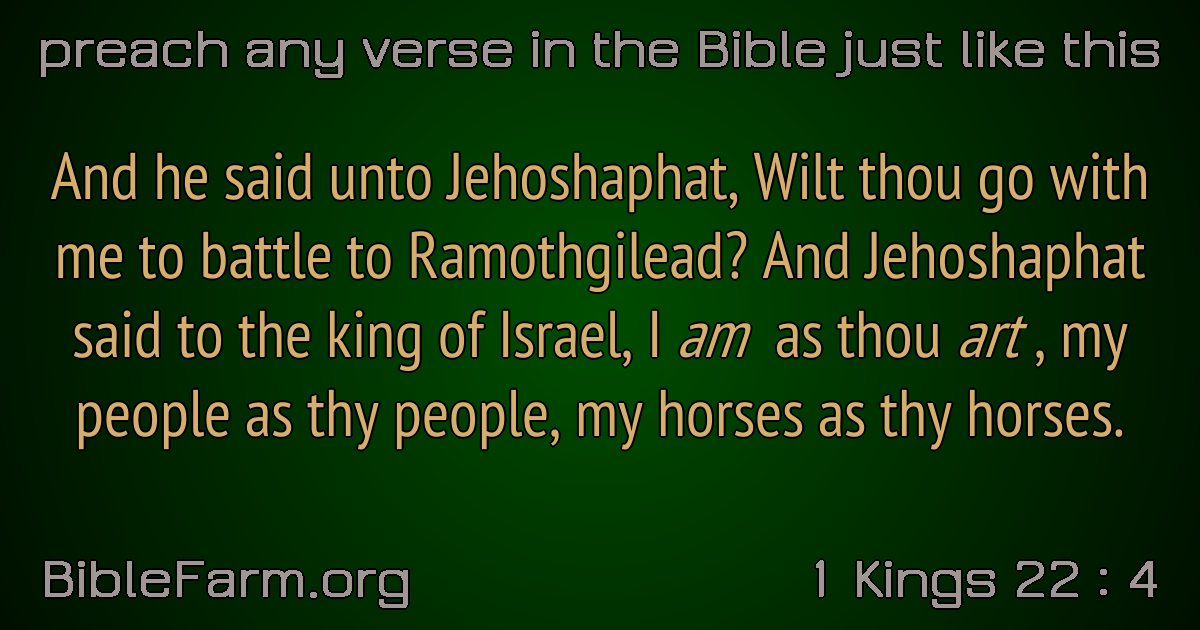 preach any verse in the Bible just like this
And he said unto Jehoshaphat, Wilt thou go with
me to battle to Ramothgilead? And Jehoshaphat
said to the king of Israel, I am as thou art , my
people as thy people, my horses as thy horses.
BibleFarm.org 1 Kings 22 : 4